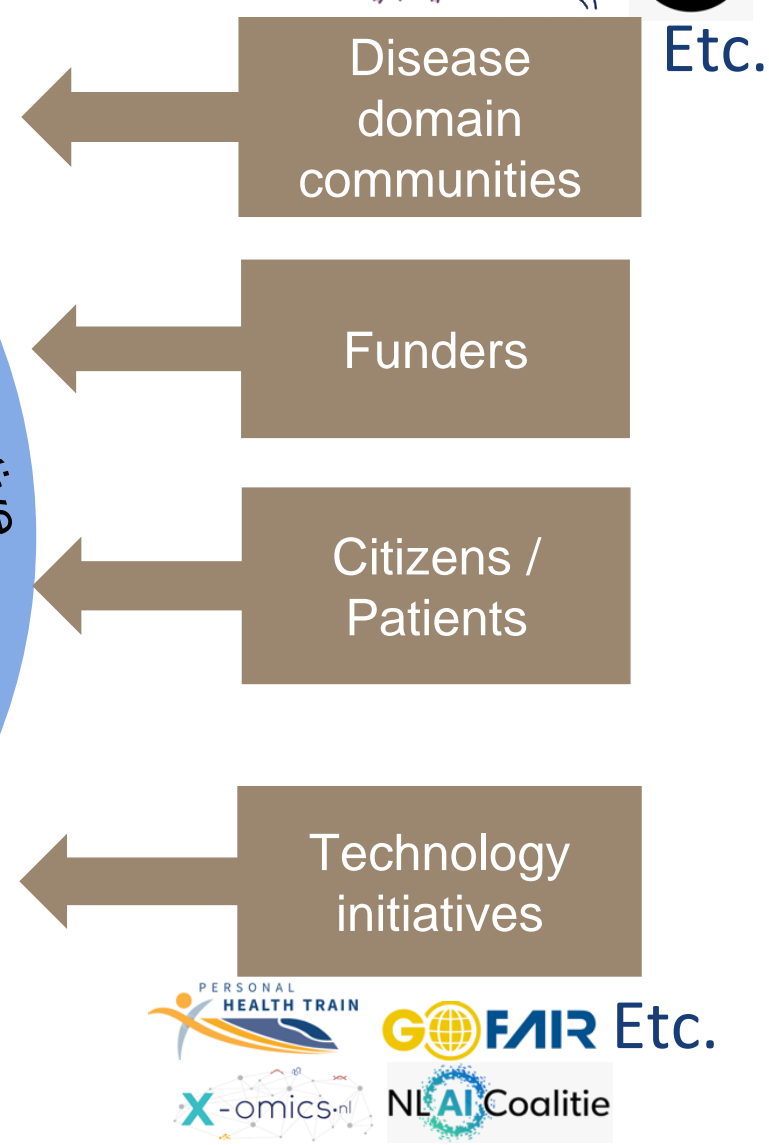 Etc.
Disease
domain
communities
Funders
Citizens /
Patients
Technology
initiatives
PERSONAL
HEALTH TRAIN
GO FAIR
Etc.
X-omics.nl
NL AI Coalitie